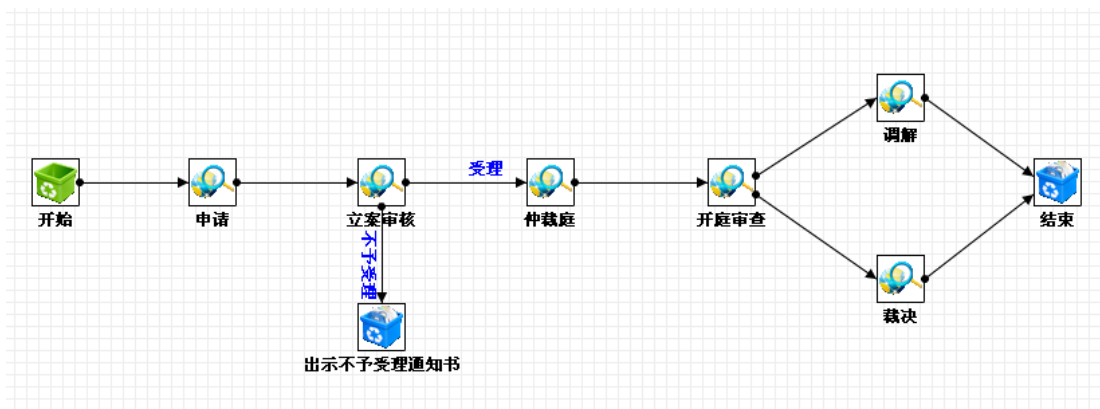 调解
受理
开始
申请
立案审核
仲裁庭
开庭审查
结束
不予受理
裁决
出示不予受理通知书